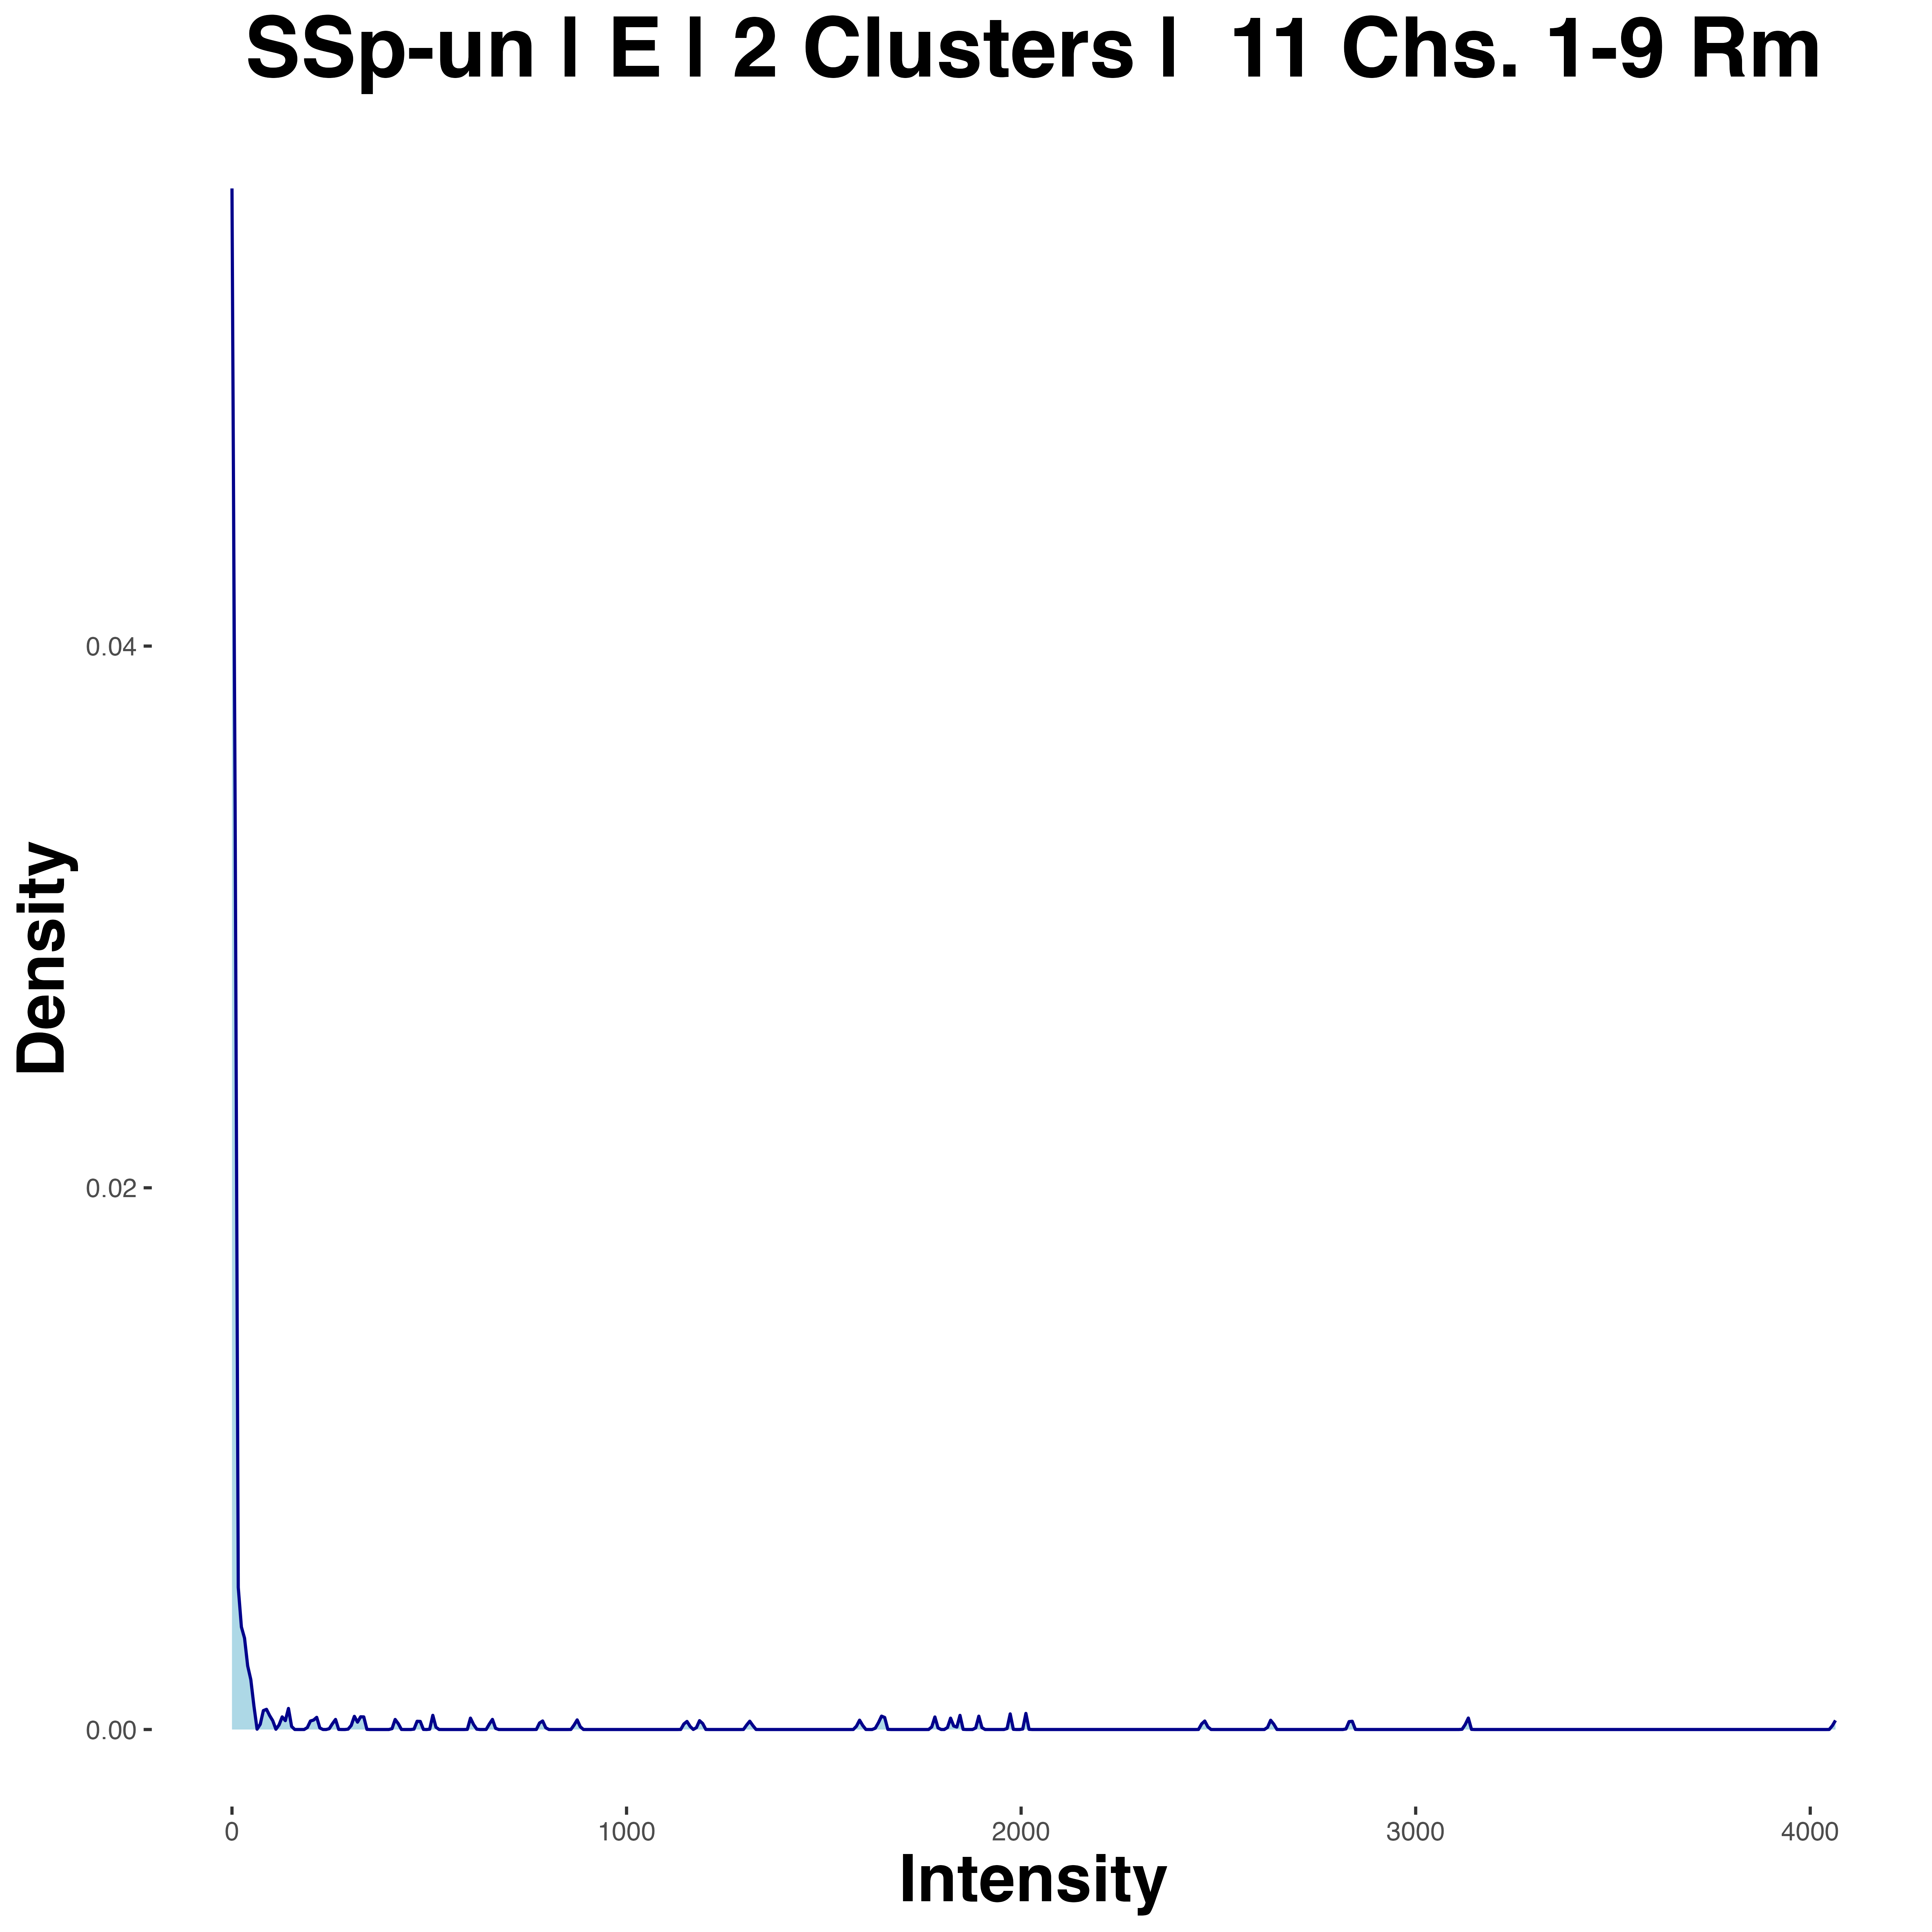 SSp-un | E | 2 Clusters |  11 Chs. 1-9 Rm
Density
0.04
0.02
0.00
0
1000
2000
3000
4000
Intensity